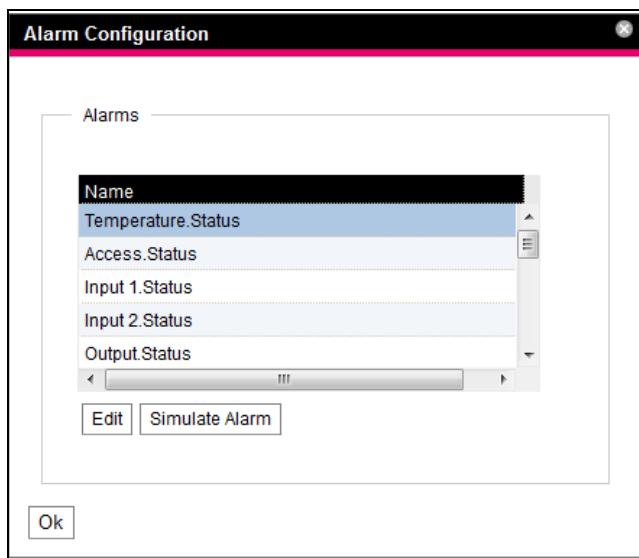 Alarm Configuration
Alarms
Name
Temperature.Status
Access.Status
Input 1.Status
Input 2.Status
Output.Status
Edit Simulate Alarm
Ok